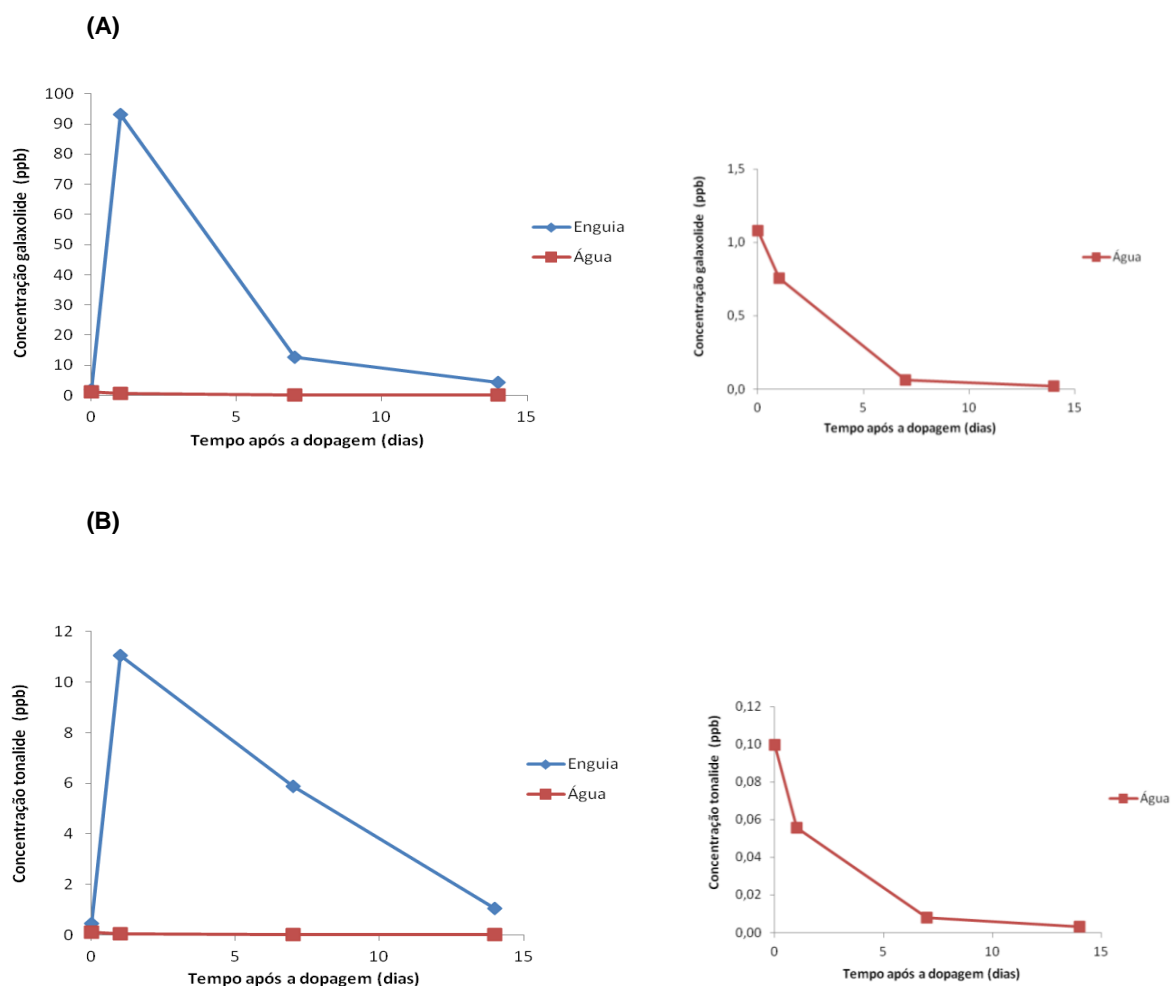 (A)
Concentração galaxolide (ppb)
100
90
80
70
60
50
40
30
20
10
0
0
5
10
15
Tempo após a dopagem (dias)
Enguia
Água
Concentração galaxolide (ppb)
1,5
1,0
0,5
0,0
0
5
10
15
Tempo após a dopagem (dias)
Água
(B)
Concentração tonalide (ppb)
12
10
8
6
4
2
0
0
5
10
15
Tempo após a dopagem (dias)
Enguia
Água
Concentração tonalide (ppb)
0,12
0,10
0,08
0,06
0,04
0,02
0,00
0
5
10
15
Tempo após a dopagem (dias)
Água